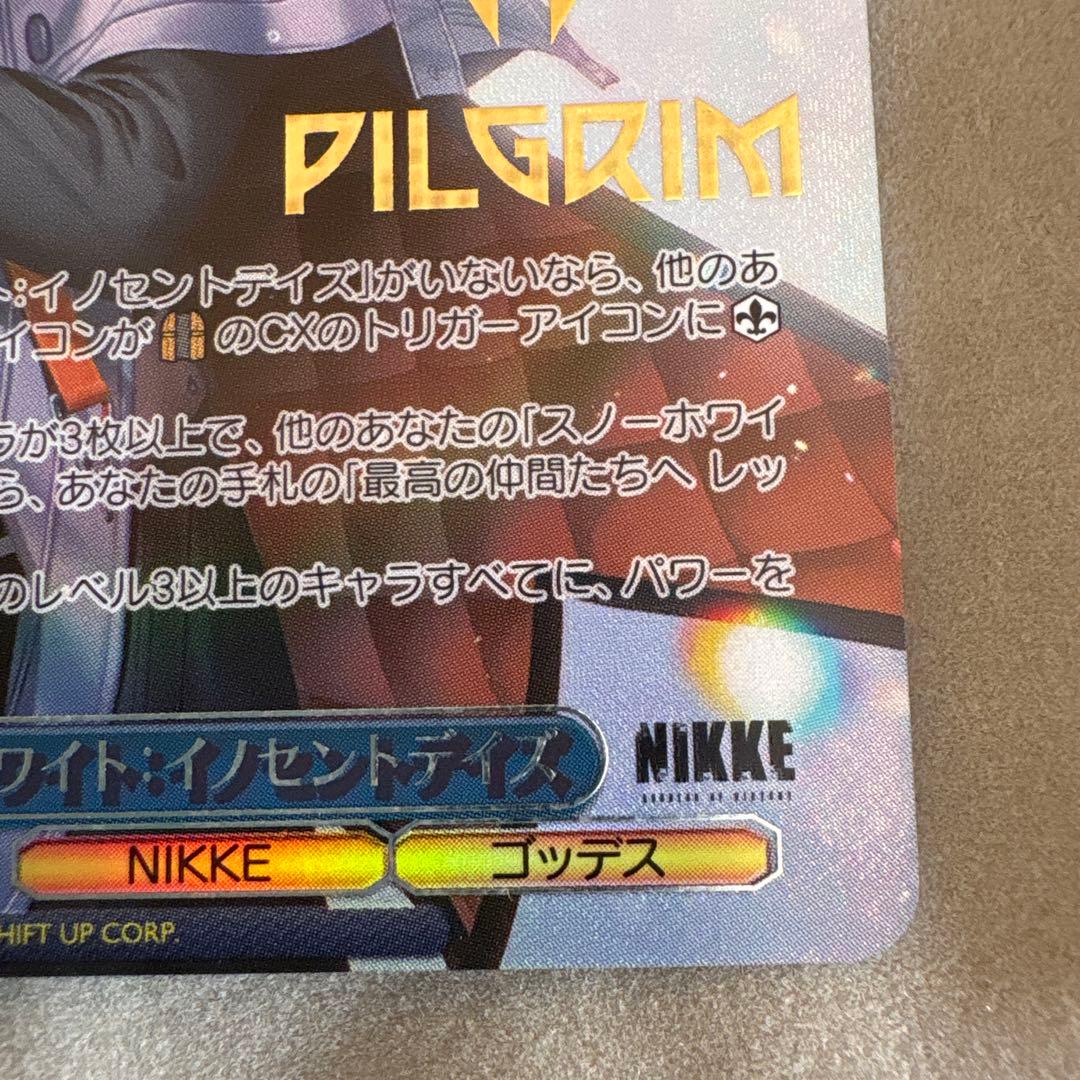 PILGRIM
ト:イノセントデイズ」がいないなら、他のあ
イコンが のCXのトリガーアイコンに
ラが3枚以上で、他のあなたの「スノーホワイ
ら、あなたの手札の「最高の仲間たちへ レッ
のレベル3以上のキャラすべてに、パワーを
ワイト:イノセントデイズ
NIKKE
GODDESS OF VICTORY
NIKKE
ゴッデス
HIFT UP CORP.